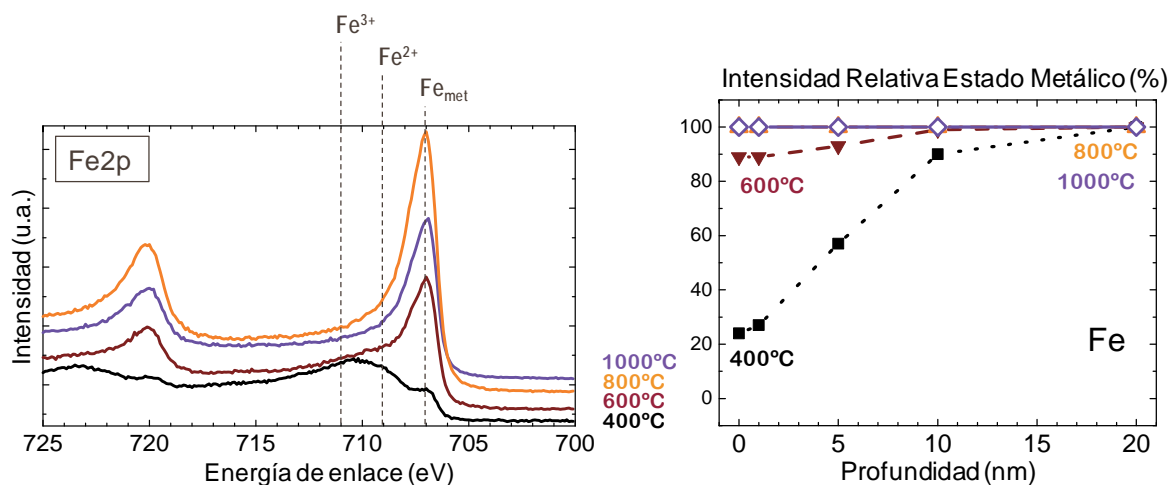 Fe3+
Fe2+
Femet
Fe2p
Intensidad (u.a.)
725 720 715 710 705 700
Energía de enlace (eV)
1000ºC
800ºC
600ºC
400ºC
Intensidad Relativa Estado Metálico (%)
100
80
60
40
20
0
800ºC
600ºC
1000ºC
400ºC
Fe
0 5 10 15 20
Profundidad (nm)